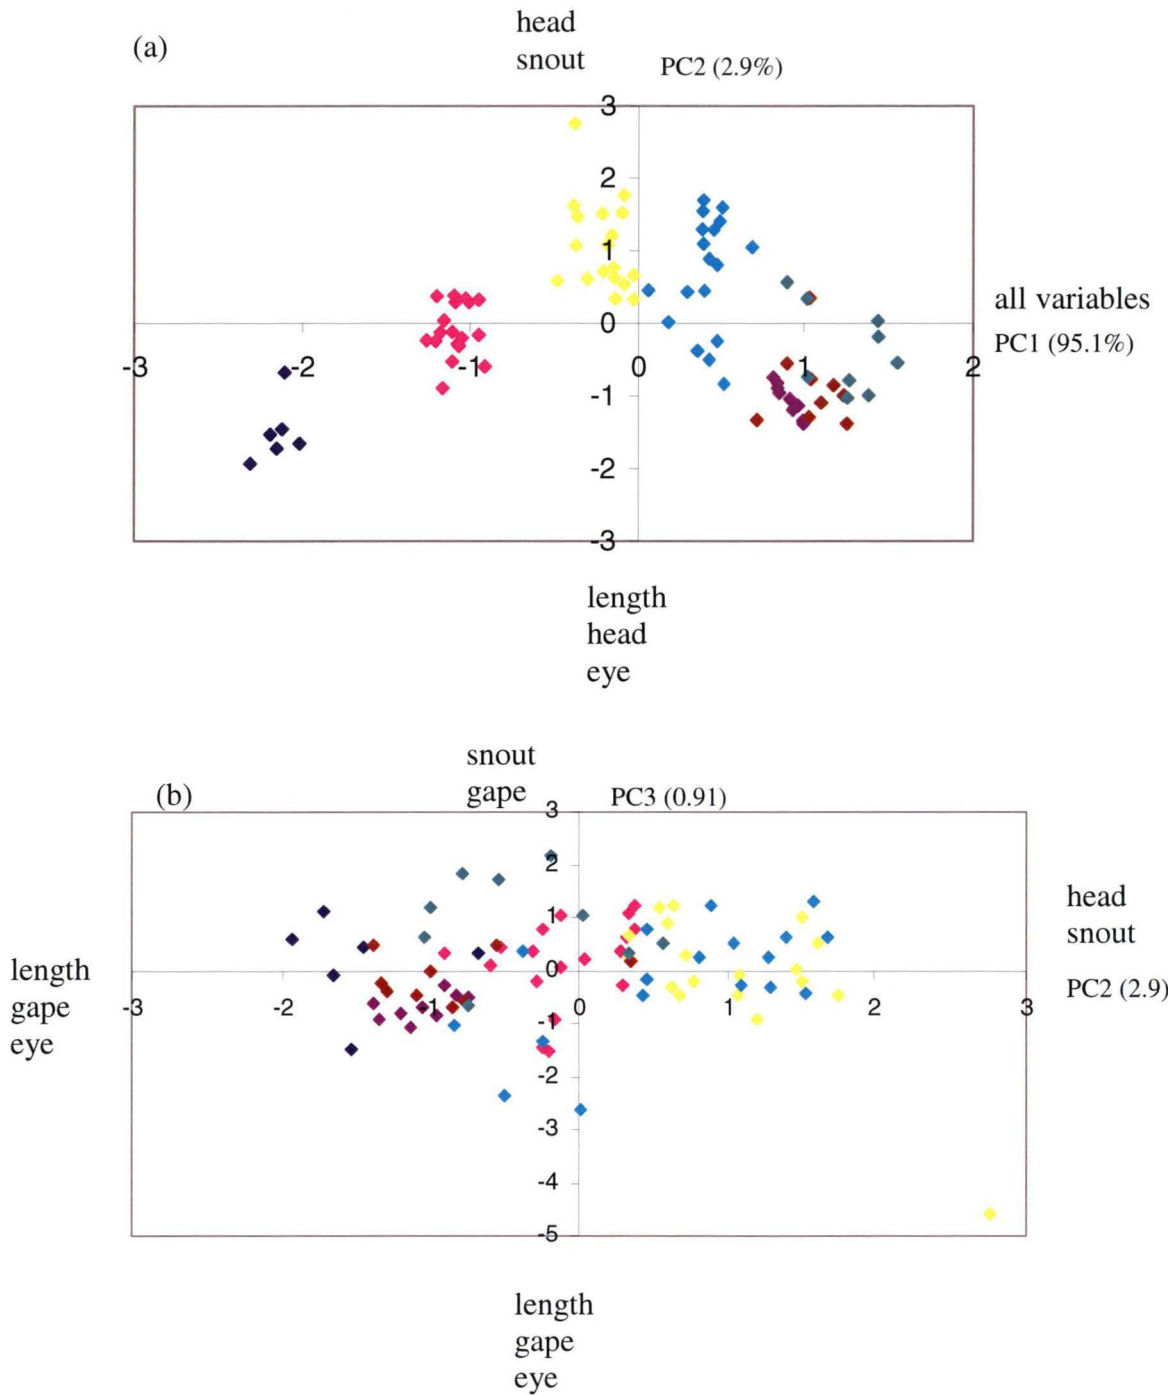 (a)
head
snout
PC2 (2.9%)
3
2
1
0
-3 -2 -1 0 1 2
-1
-2
-3
all variables
PC1 (95.1%)
length
head
eye
(b)
snout
gape
PC3 (0.91)
3
2
1
0
-3 -2 -1 0 1 2 3
-1
-2
-3
-4
-5
head
snout
PC2 (2.9)
length
gape
eye
length
gape
eye